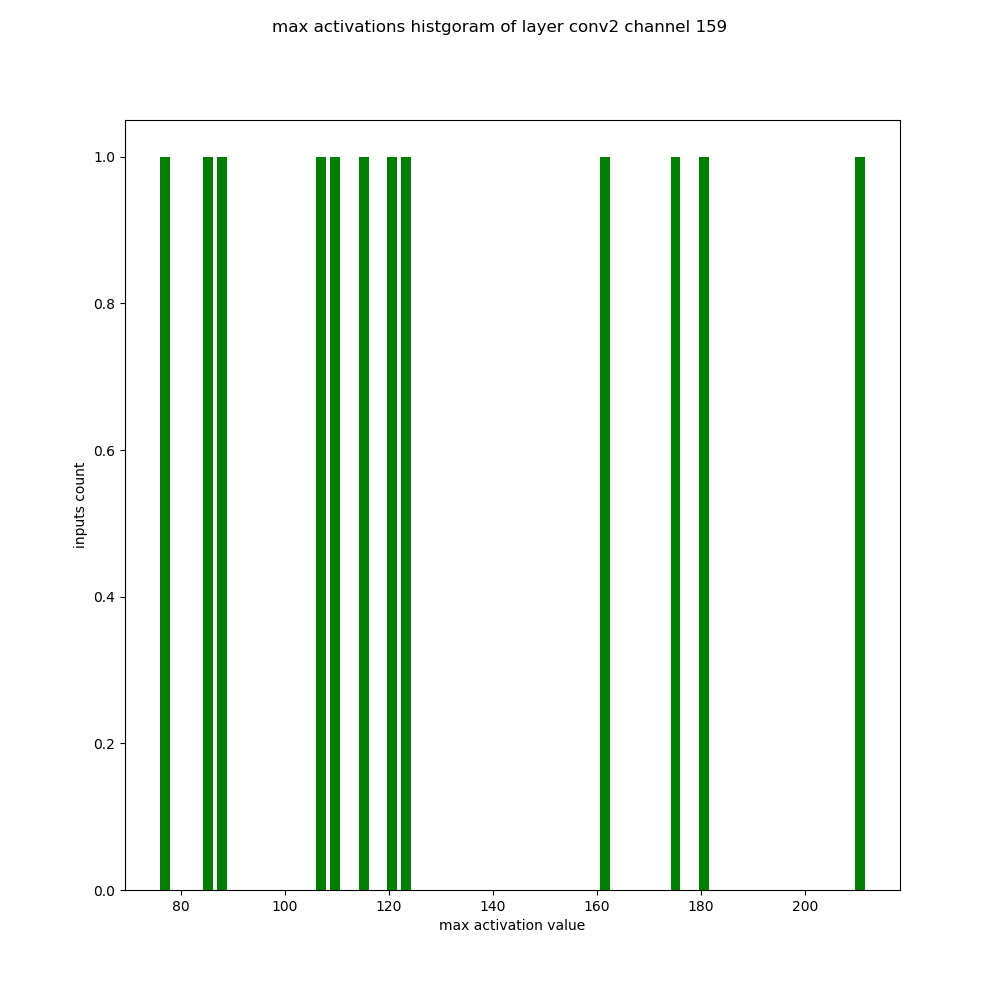 max activations histgoram of layer conv2 channel 159
1.0
0.8
0.6
0.4
0.2
0.0
inputs count
80 100 120 140 160 180 200
max activation value